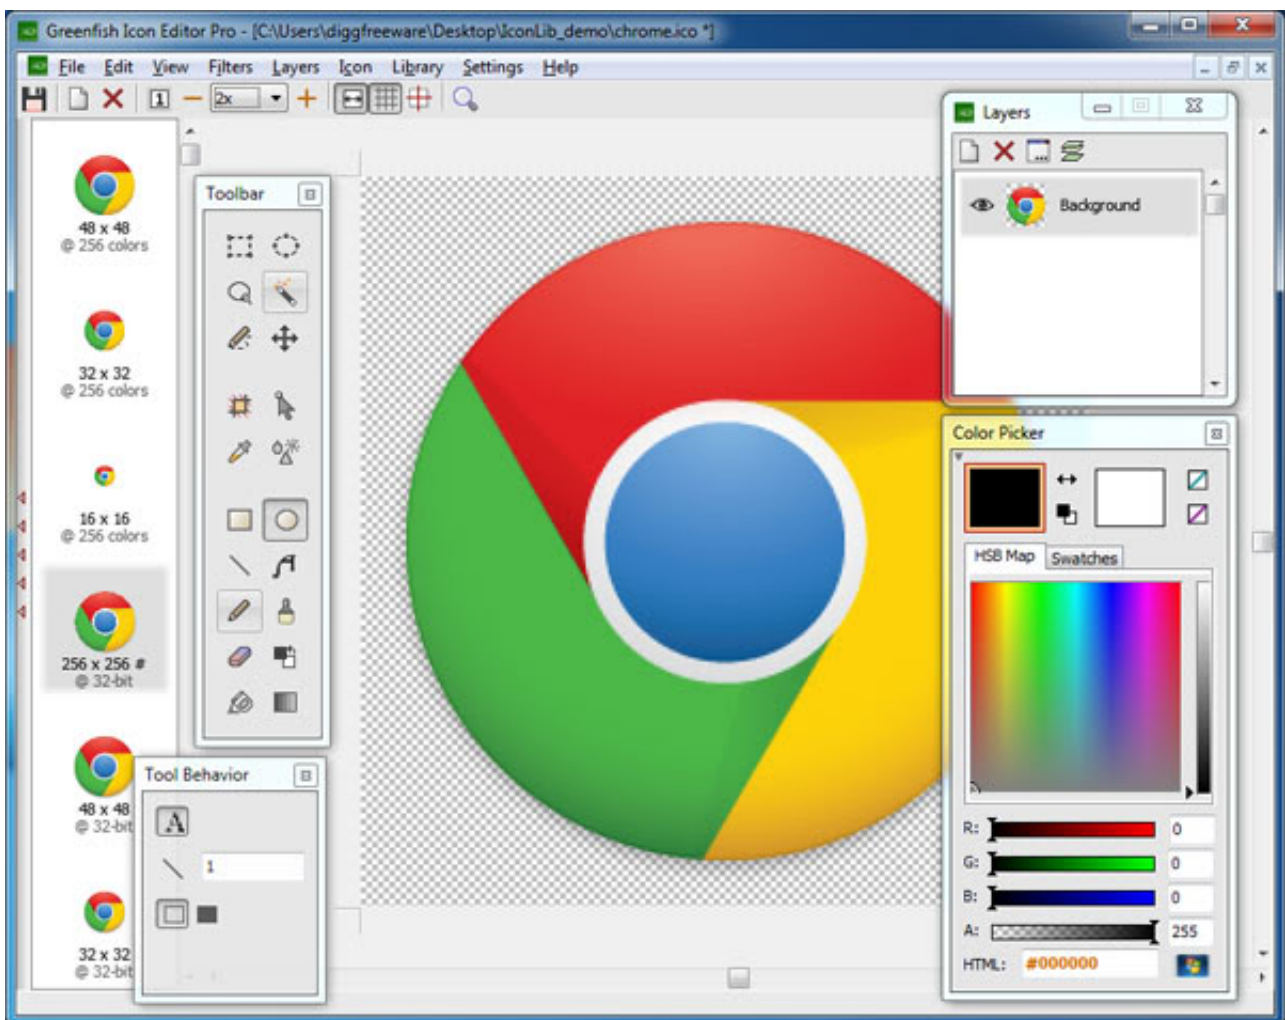 Greenfish Icon Editor Pro - [C:\Users\diggfreeware\Desktop\IconLib_demo\chrome.ico *]
File Edit View Filters Layers Icon Library Settings Help
1 2x
48 x 48
@ 256 colors
32 x 32
@ 256 colors
16 x 16
@ 256 colors
256 x 256 #
@ 32-bit
48 x 48
@ 32-bit
32 x 32
@ 32-bit
Toolbar
Tool Behavior
A
1
Layers
Background
Color Picker
HSB Map Swatches
R: 0
G: 0
B: 0
A: 255
HTML: #000000